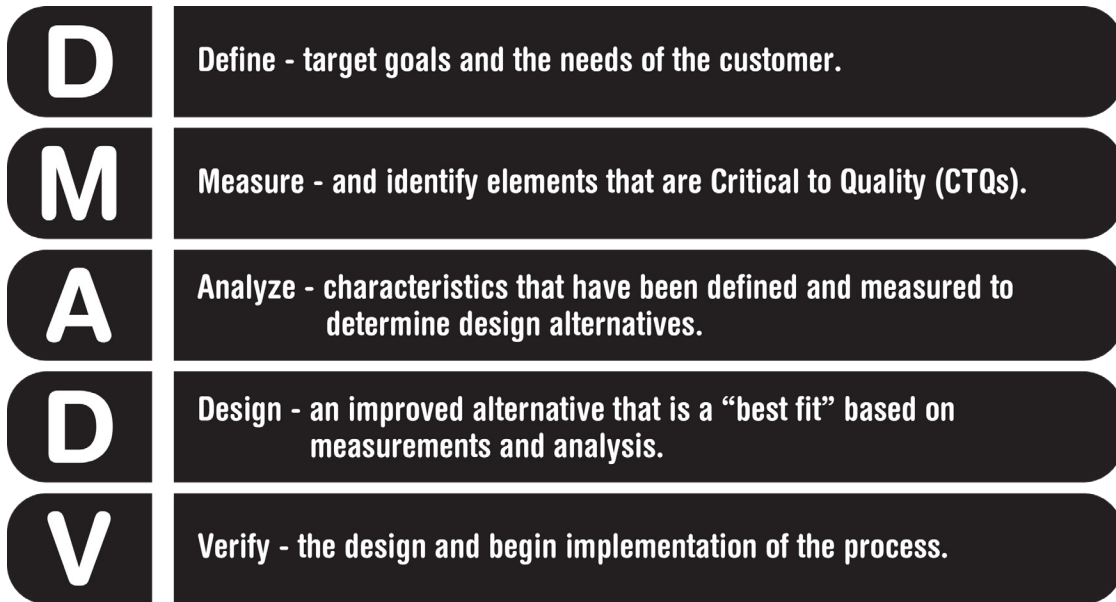 D
Define - target goals and the needs of the customer.
M
Measure - and identify elements that are Critical to Quality (CTQs).
A
Analyze - characteristics that have been defined and measured to
determine design alternatives.
D
Design - an improved alternative that is a “best fit” based on
measurements and analysis.
V
Verify - the design and begin implementation of the process.